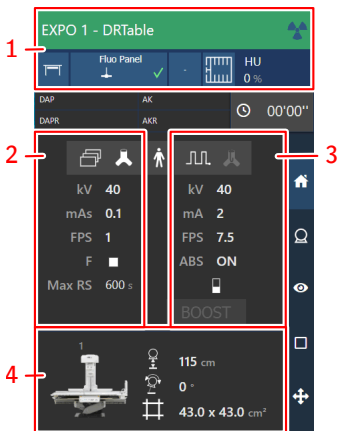 EXPO 1 - DRTable
1
Fluo Panel
HU
0 %
DAP AK
DAPR AKR
00'00''
2
3
kV 40
mAs 0.1
FPS 1
F
Max RS 600 s
kV 40
mA 2
FPS 7.5
ABS ON
BOOST
4
1
115 cm
0 °
43.0 x 43.0 cm²